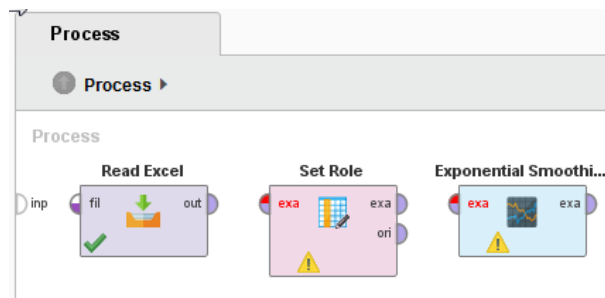 Process
Process
Process
Read Excel
Set Role
Exponential Smoothi...
inp
fil
out
exa
exa
ori
exa
exa